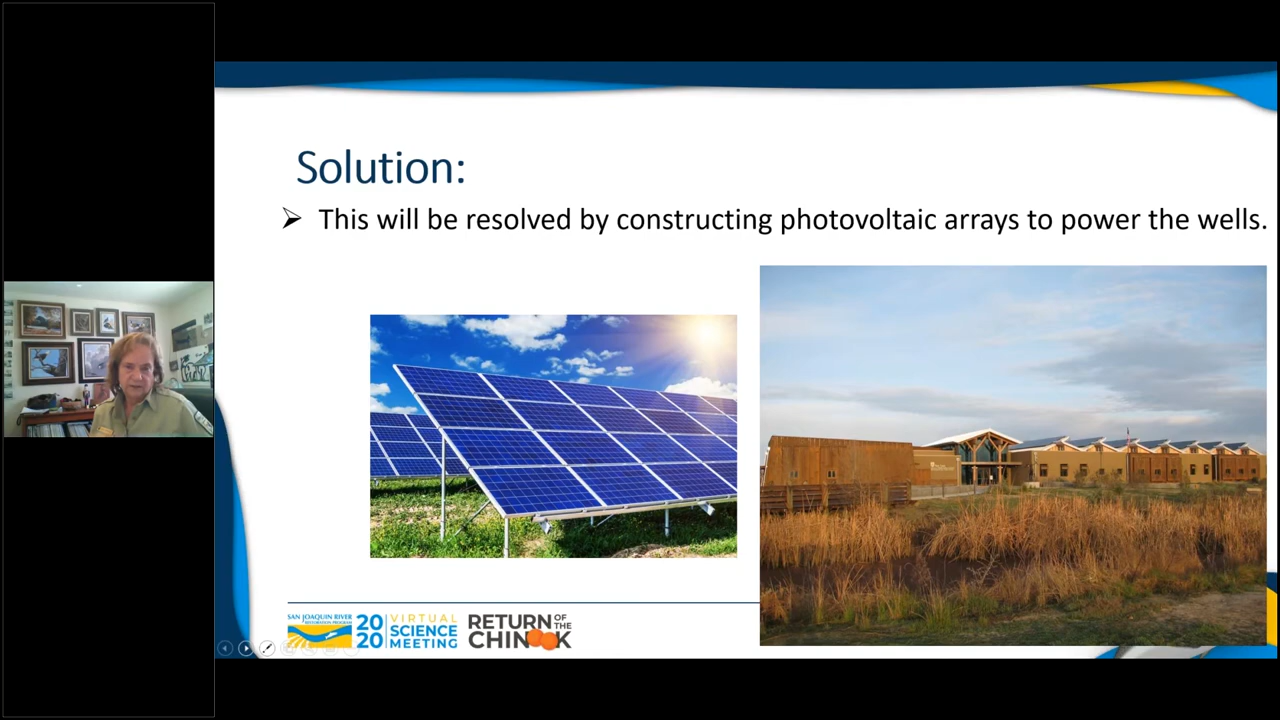 Solution:
➢ This will be resolved by constructing photovoltaic arrays to power the wells.
SAN JOAQUIN RIVER
RESTORATION PROGRAM
2020
VIRTUAL
SCIENCE
MEETING
RETURN OF THE
CHINOOK